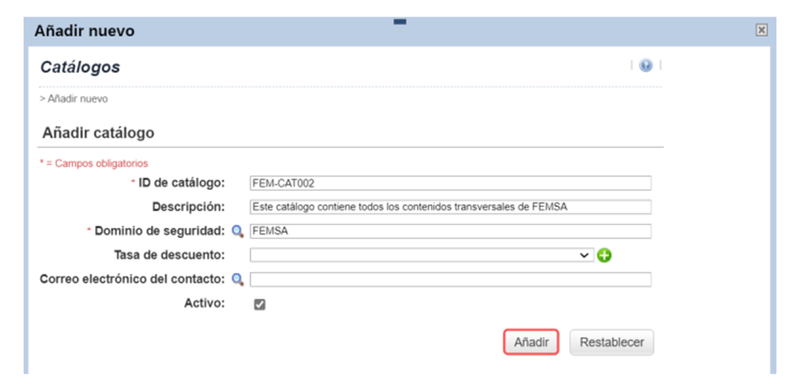 Añadir nuevo
Catálogos
> Añadir nuevo
Añadir catálogo
* = Campos obligatorios
* ID de catálogo: FEM-CAT002
Descripción: Este catálogo contiene todos los contenidos transversales de FEMSA
* Dominio de seguridad: FEMSA
Tasa de descuento:
Correo electrónico del contacto:
Activo:
Añadir Restablecer